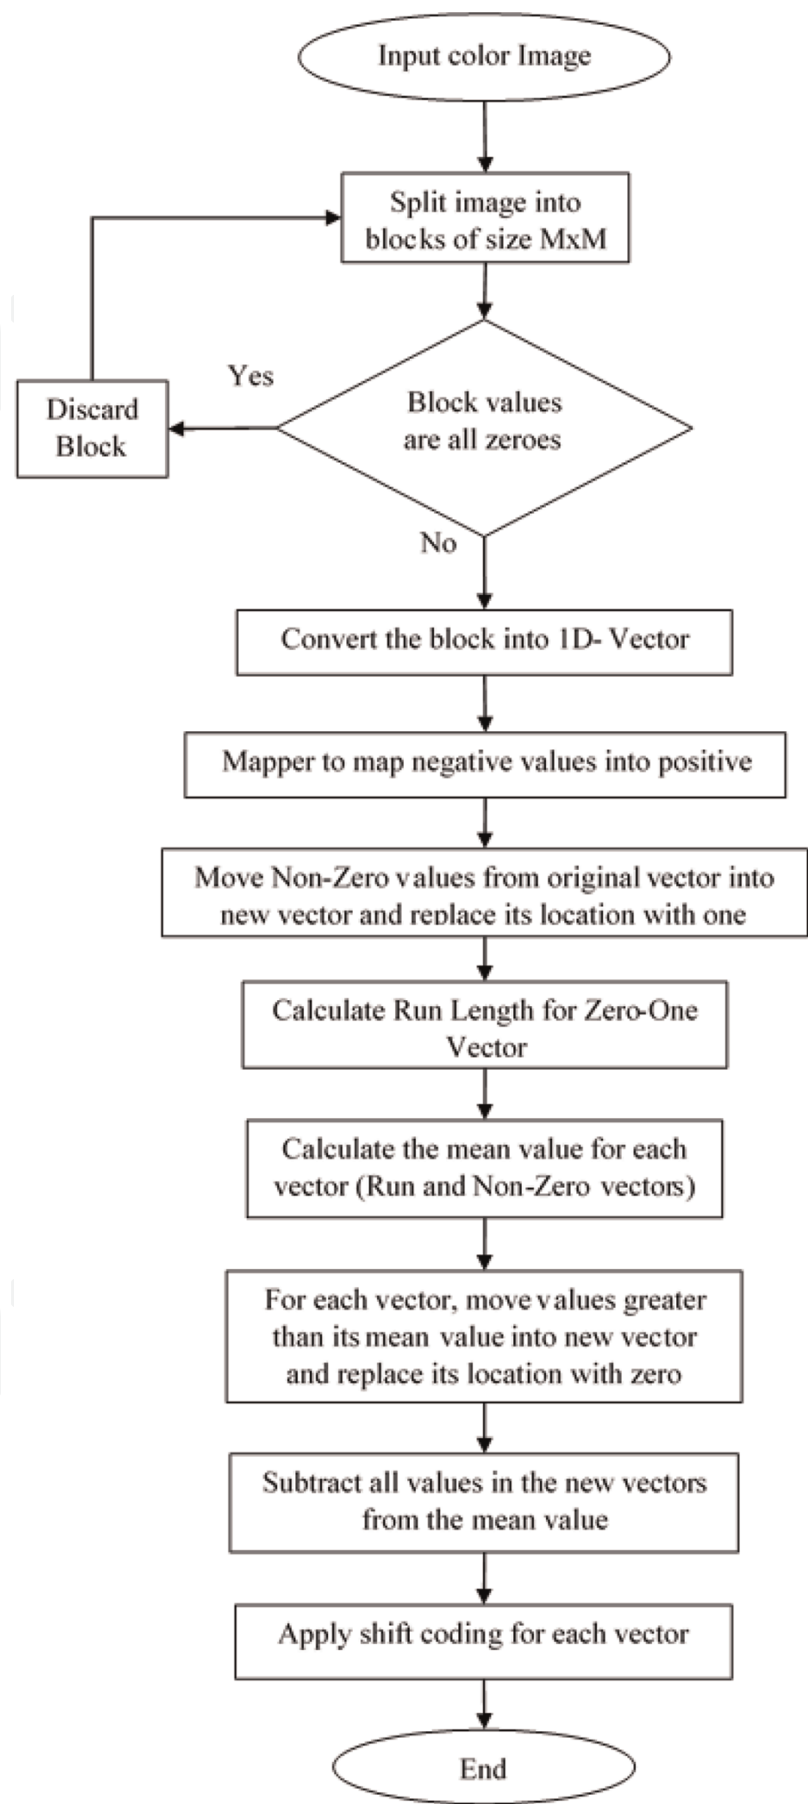 Input color Image
Split image into
blocks of size MxM
Yes
Block values
are all zeroes
Discard
Block
No
Convert the block into 1D- Vector
Mapper to map negative values into positive
Move Non-Zero values from original vector into
new vector and replace its location with one
Calculate Run Length for Zero-One
Vector
Calculate the mean value for each
vector (Run and Non-Zero vectors)
For each vector, move values greater
than its mean value into new vector
and replace its location with zero
Subtract all values in the new vectors
from the mean value
Apply shift coding for each vector
End